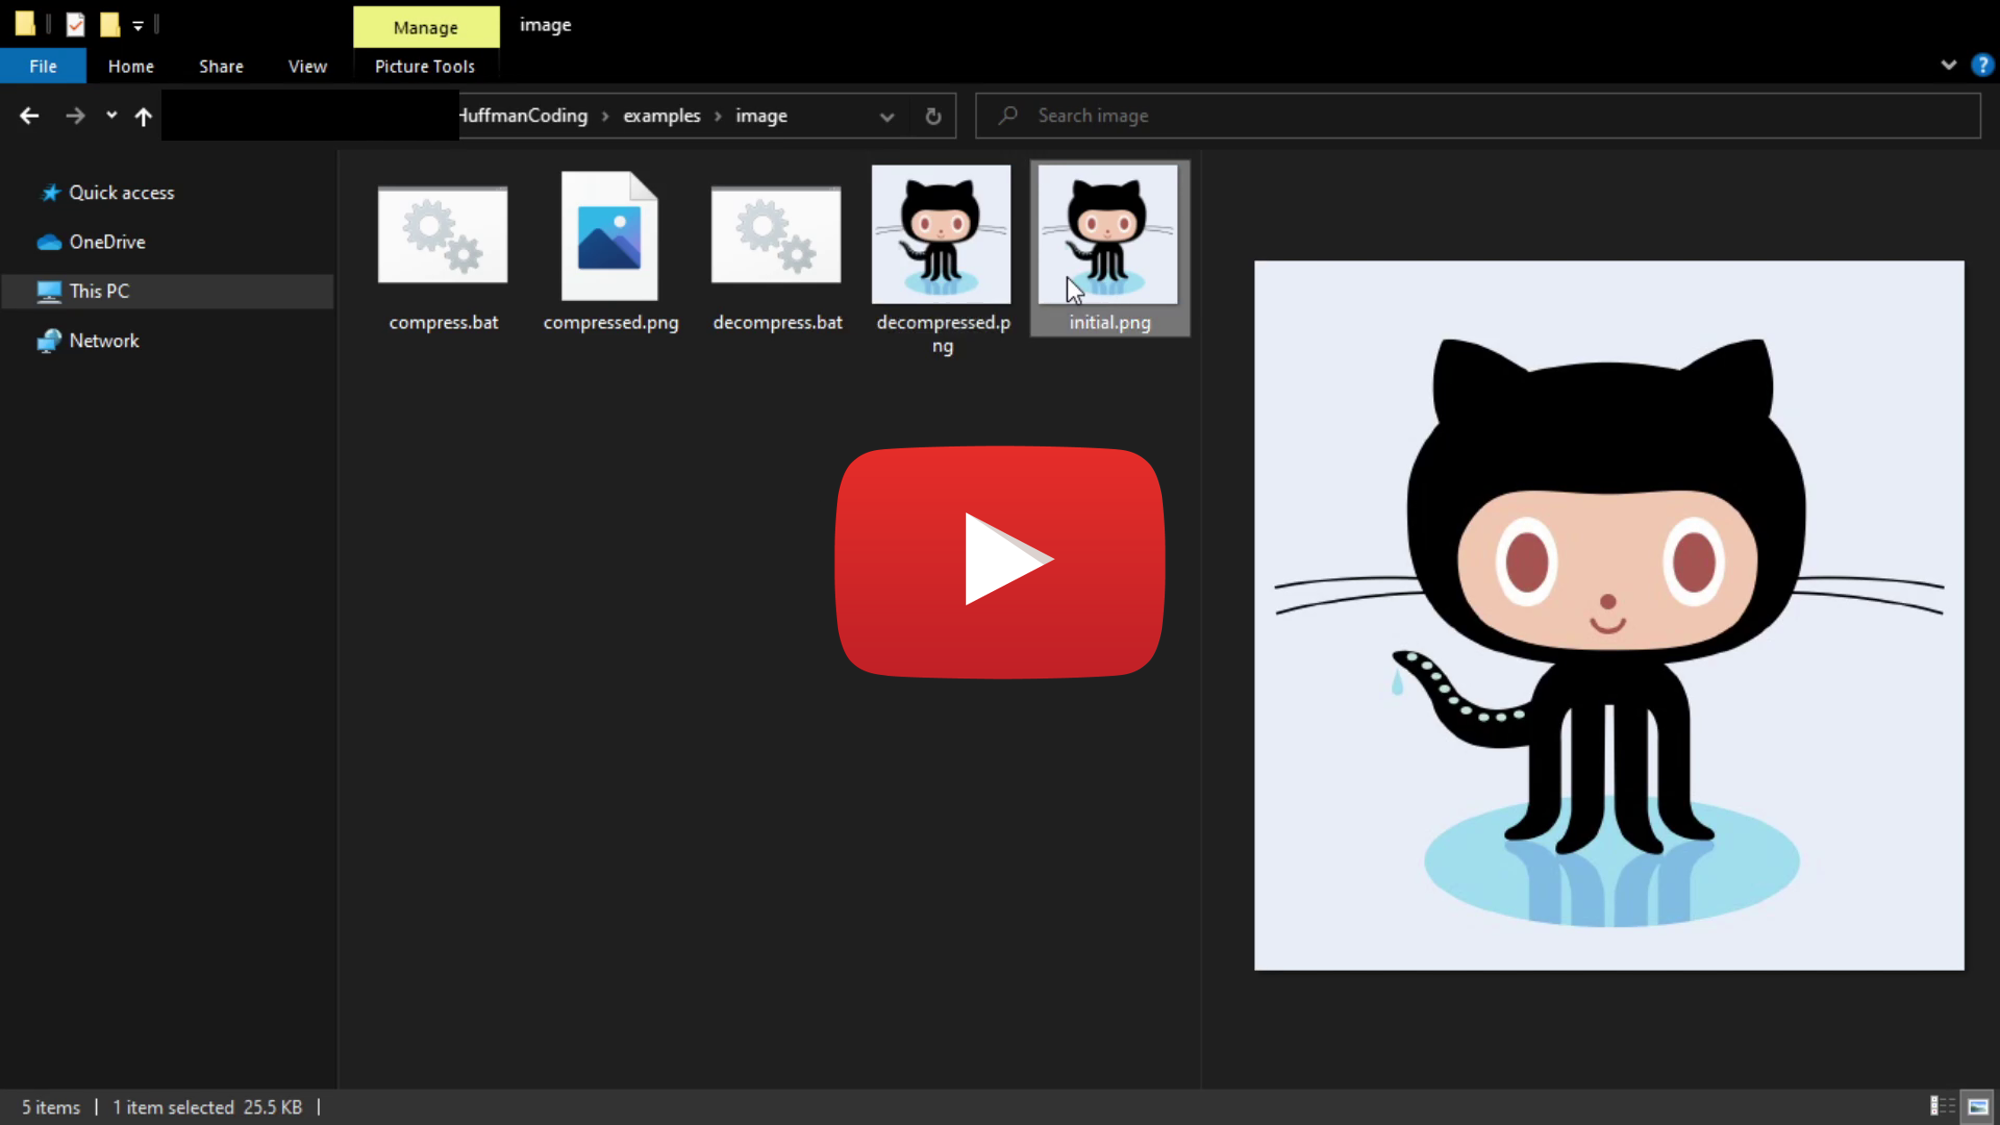 Manage
image
File
Home
Share
View
Picture Tools
?
HuffmanCoding > examples > image
Search image
Quick access
OneDrive
This PC
Network
compress.bat
compressed.png
decompress.bat
decompressed.p
ng
initial.png
5 items
1 item selected 25.5 KB